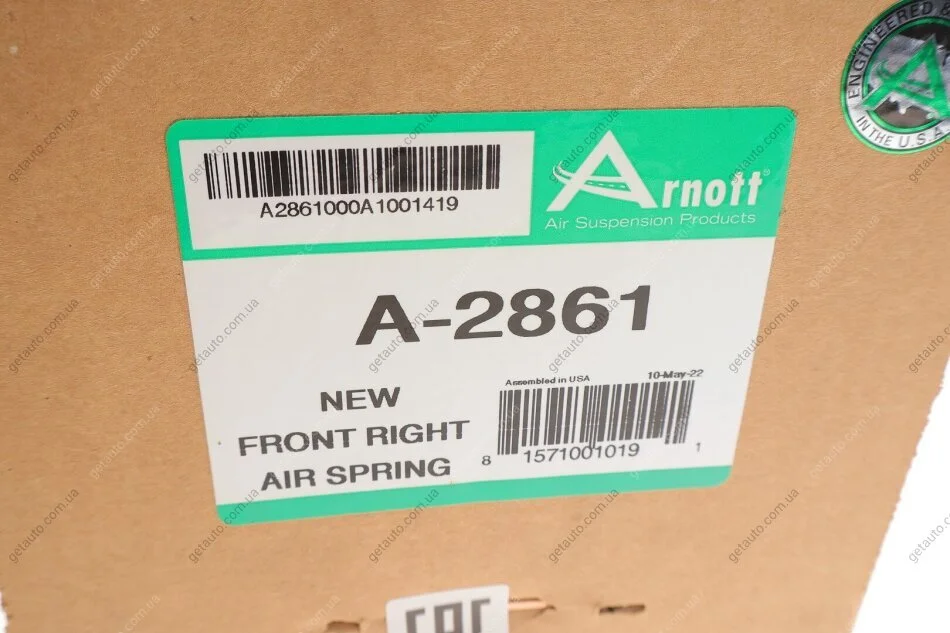 ENGINEERED &
IN THE U.S.A
A2861000A1001419
Arnott®
Air Suspension Products
A-2861
Assembled in USA
10-May-22
NEW
FRONT RIGHT
AIR SPRING
8 1571001019 1
EAC
getauto.com.ua